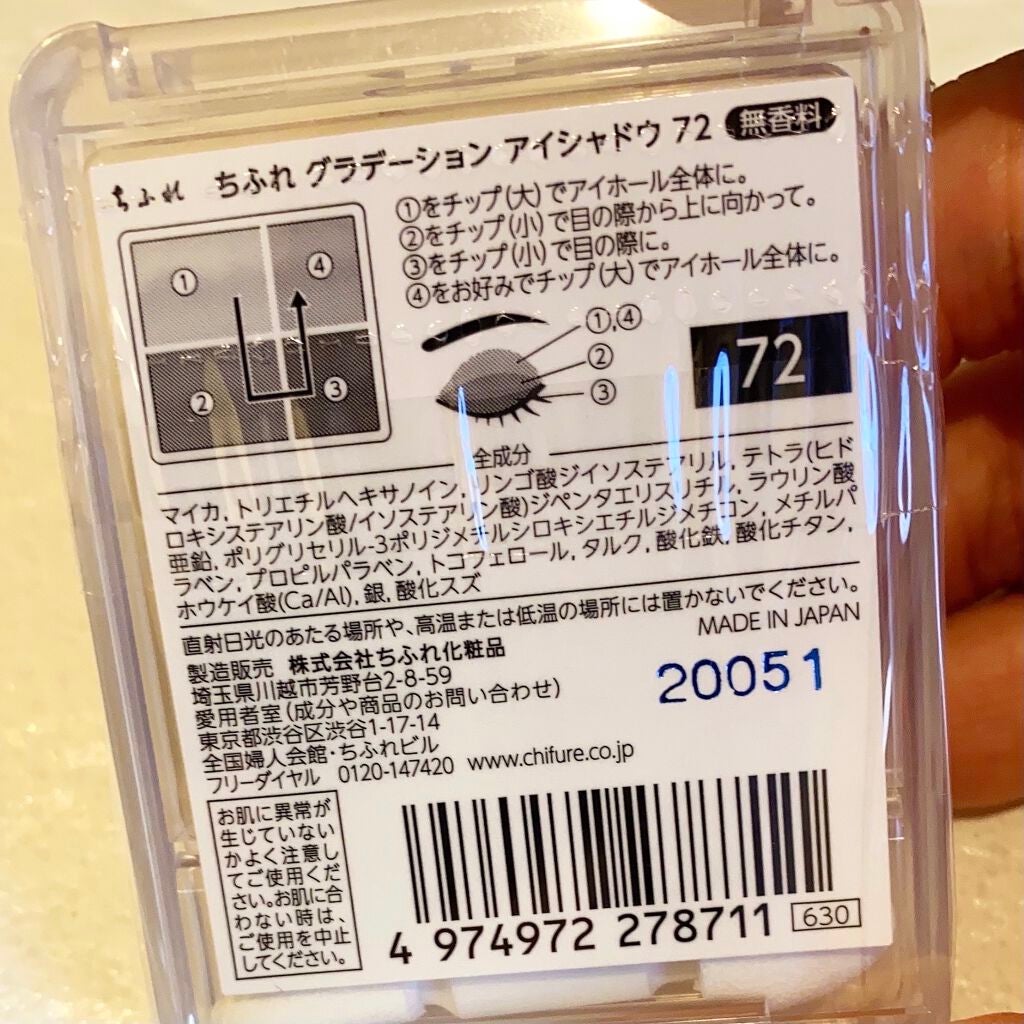 ちふれ ちふれ グラデーション アイシャドウ 72 無香料
①をチップ(大)でアイホール全体に。
②をチップ(小)で目の際から上に向かって。
③をチップ(小)で目の際に。
④をお好みでチップ(大)でアイホール全体に。
① ④
② ③
①,④
②
③
72
全成分
マイカ, トリエチルヘキサノイン, リンゴ酸ジイソステアリル, テトラ(ヒド
ロキシステアリン酸/イソステアリン酸)ジペンタエリスリチル, ラウリン酸
亜鉛, ポリグリセリル-3ポリジメチルシロキシエチルジメチコン, メチルパ
ラベン, プロピルパラベン, トコフェロール, タルク, 酸化鉄, 酸化チタン,
ホウケイ酸(Ca/Al), 銀, 酸化スズ
直射日光のあたる場所や、高温または低温の場所には置かないでください。
MADE IN JAPAN
製造販売 株式会社ちふれ化粧品
埼玉県川越市芳野台2-8-59
愛用者室(成分や商品のお問い合わせ)
東京都渋谷区渋谷1-17-14
全国婦人会館・ちふれビル
フリーダイヤル 0120-147420 www.chifure.co.jp
20051
お肌に異常が
生じていない
かよく注意し
てご使用くだ
さい。お肌に合
わない時は、
ご使用を中止
してください。
4 974972 278711 630